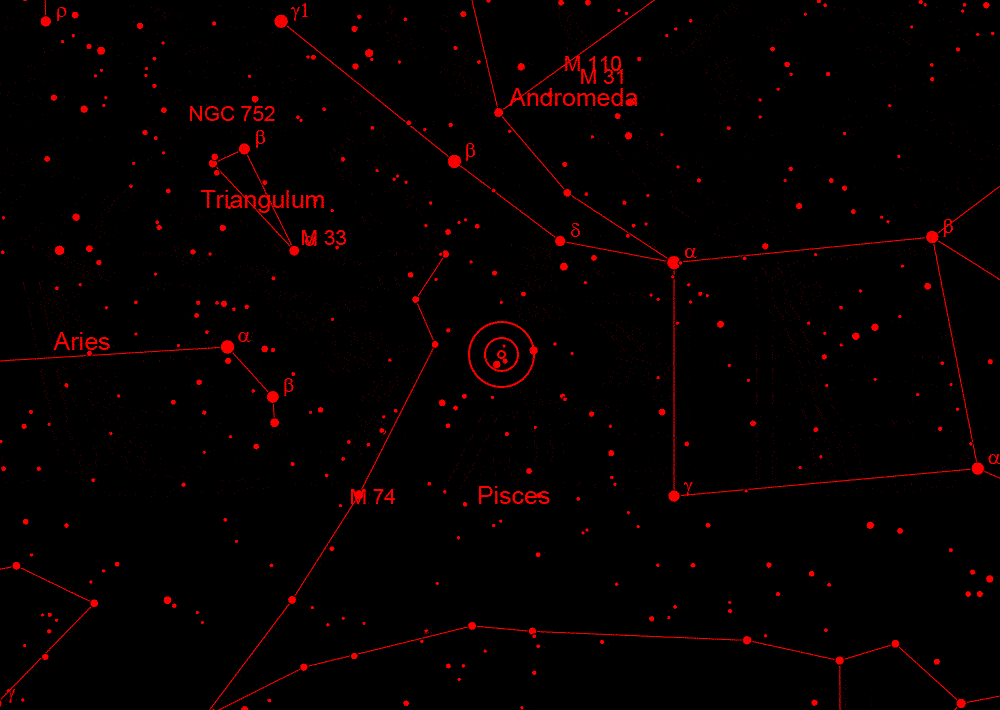 ρ
γ1
M 110
M 31
Andromeda
NGC 752
β
β
Triangulum
M 33
δ
α
β
Aries
α
β
M 74
Pisces
γ
α
γ